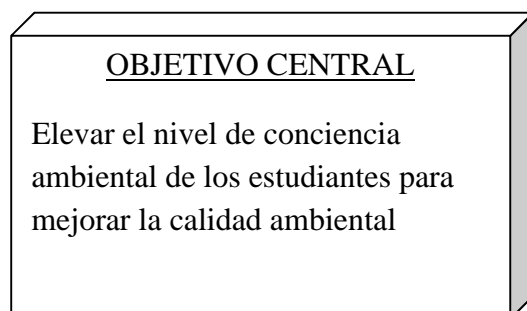 OBJETIVO CENTRAL
Elevar el nivel de conciencia
ambiental de los estudiantes para
mejorar la calidad ambiental